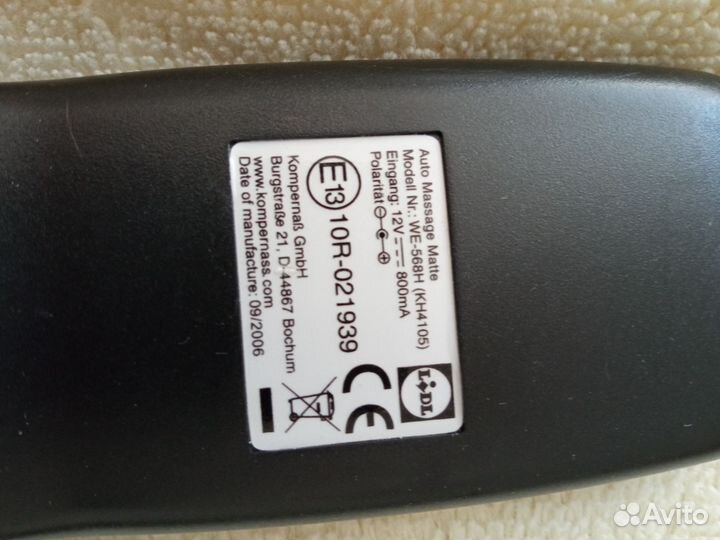 Auto Massage Matte
Modell Nr.: WE-568H (KH4105)
Eingang: 12V 800mA
Polarität
E13 10R-021939
Kompernaß GmbH
Burgstraße 21, D-44867 Bochum
www.kompernass.com
Date of manufacture: 09/2006
CE
LIDL
Avito